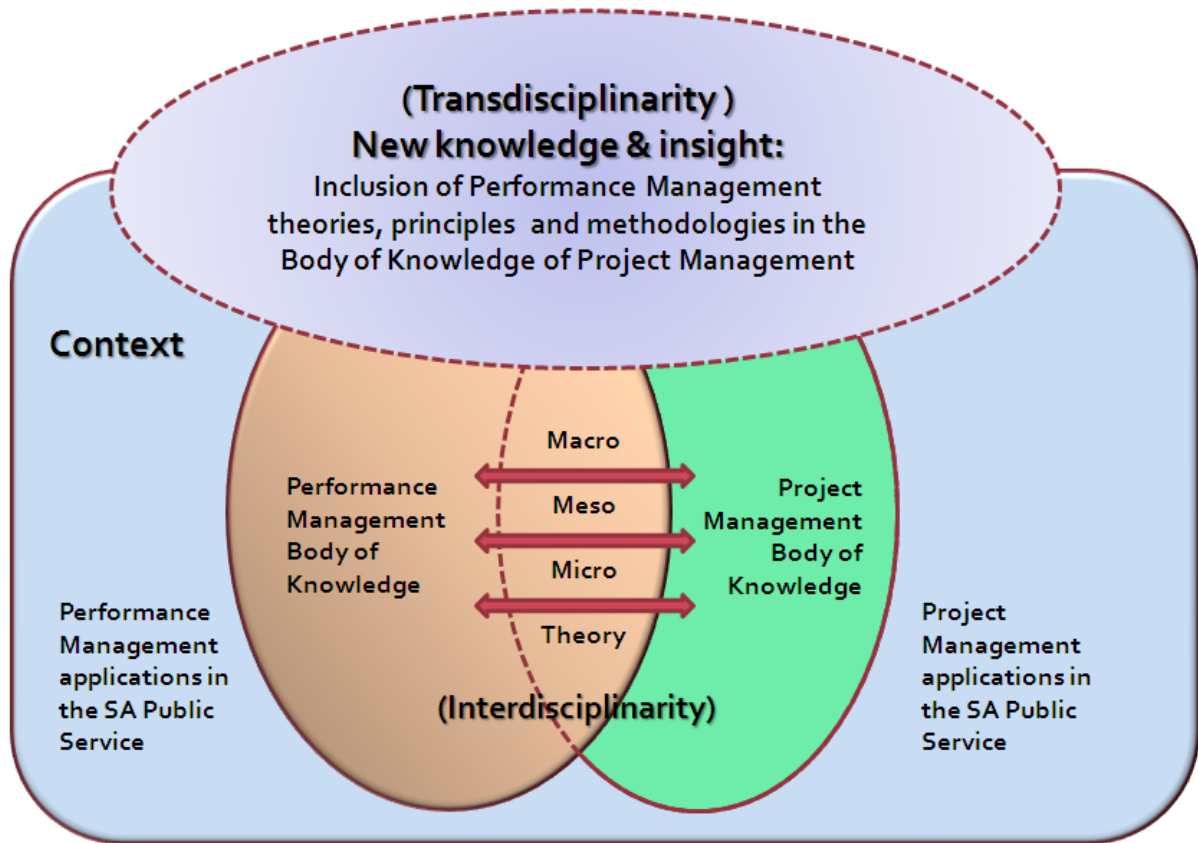 (Transdisciplinarity )
New knowledge & insight:
Inclusion of Performance Management
theories, principles and methodologies in the
Body of Knowledge of Project Management
Context
Macro
Performance
Management
Body of
Knowledge
Meso
Micro
Theory
Project
Management
Body of
Knowledge
Performance
Management
applications in
the SA Public
Service
(Interdisciplinarity)
Project
Management
applications in
the SA Public
Service